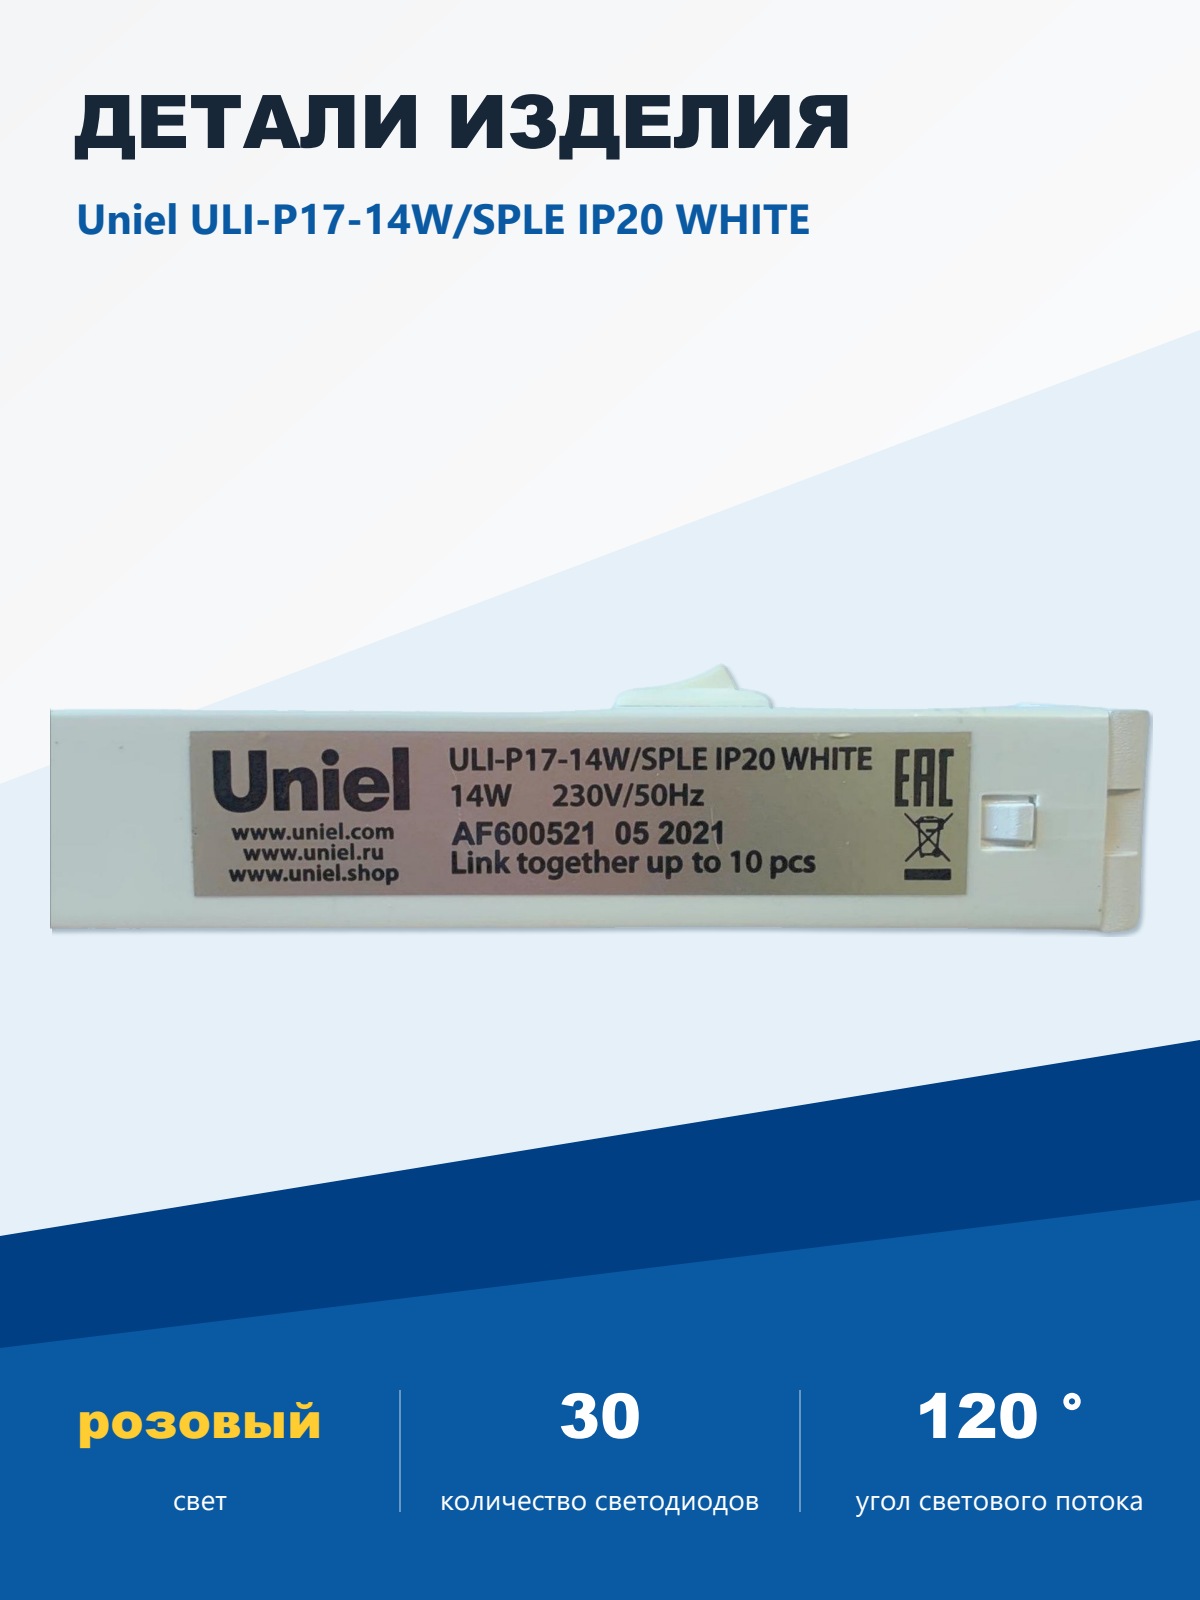 ДЕТАЛИ ИЗДЕЛИЯ
Uniel ULI-P17-14W/SPLE IP20 WHITE
Uniel
www.uniel.com
www.uniel.ru
www.uniel.shop
ULI-P17-14W/SPLE IP20 WHITE
14W 230V/50Hz
AF600521 05 2021
Link together up to 10 pcs
EAC
розовый
свет
30
количество светодиодов
120 °
угол светового потока